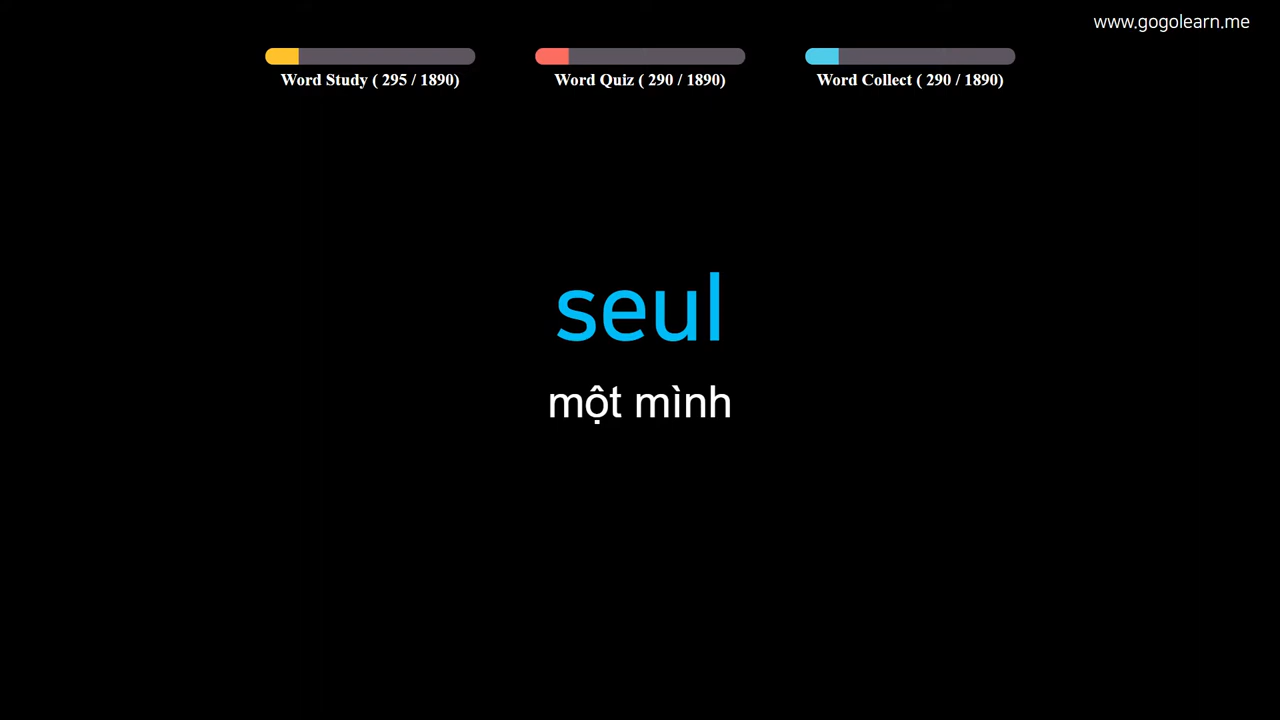 www.gogolearn.me
Word Study ( 295 / 1890)
Word Quiz ( 290 / 1890)
Word Collect ( 290 / 1890)
seul
một mình